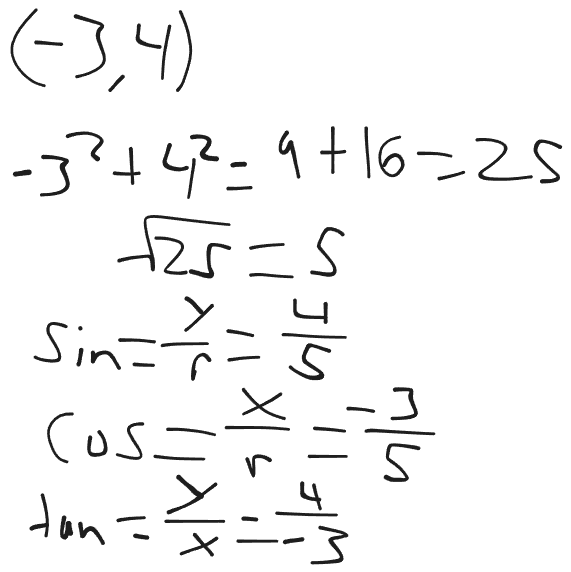 (-3,4)
-3²+4²=9+16=25
√25=5
sin=y/r=4/5
cos=x/r=-3/5
tan=y/x=4/-3